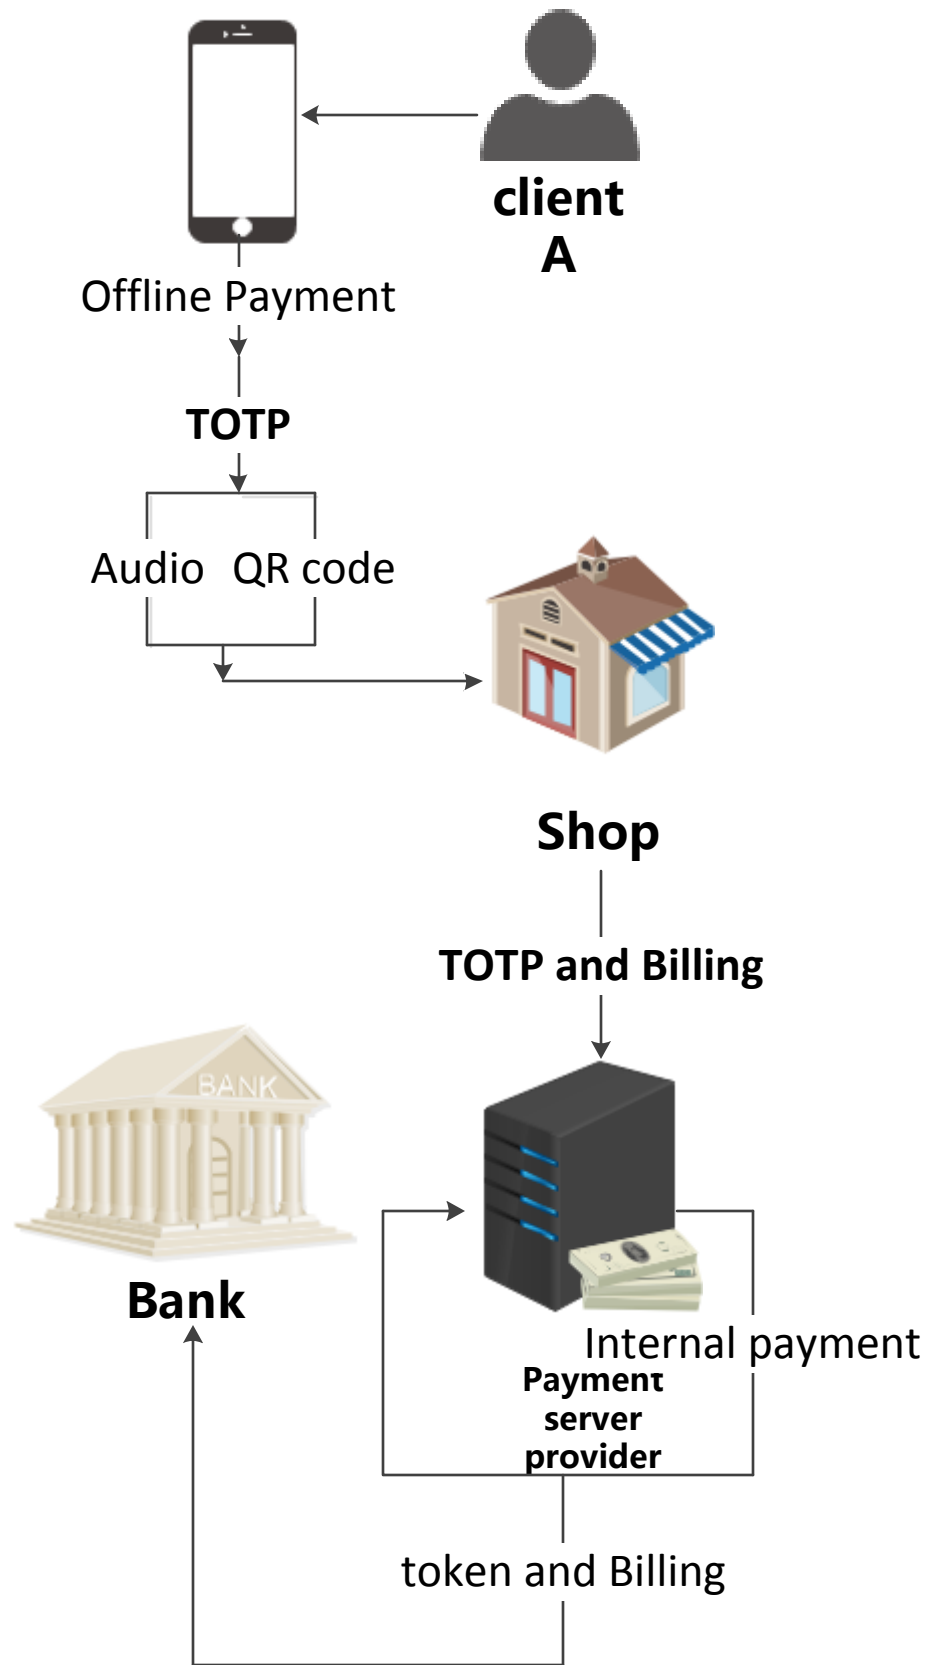 client
A
Offline Payment
TOTP
Audio QR code
Shop
TOTP and Billing
BANK
Bank
Internal payment
Payment
server
provider
token and Billing